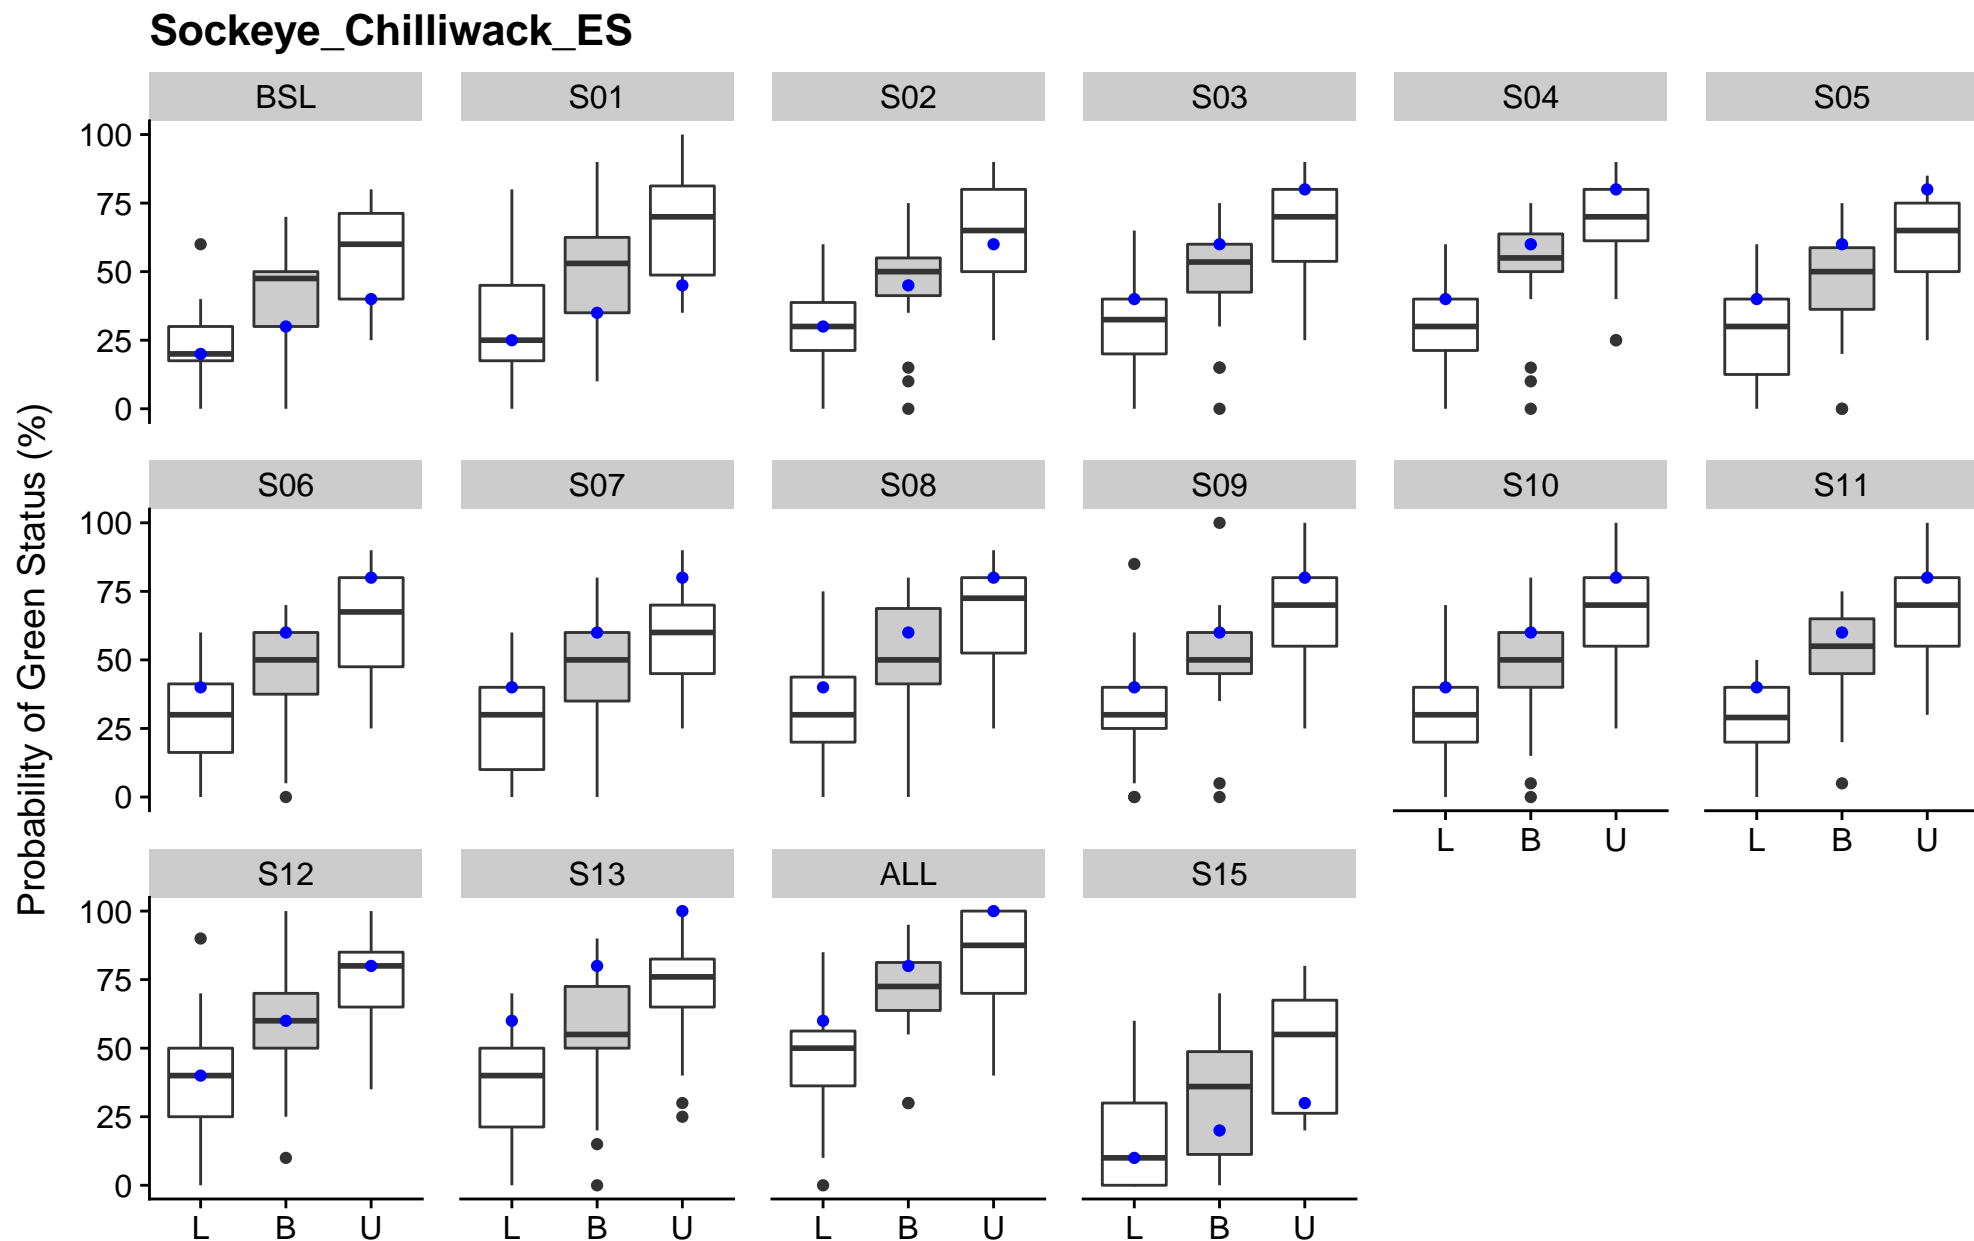 Sockeye_Chilliwack_ES
BSL S01 S02 S03 S04 S05
100
75
50
25
0
Probability of Green Status (%)
S06 S07 S08 S09 S10 S11
100
75
50
25
0
L B U L B U
S12 S13 ALL S15
100
75
50
25
0
L B U L B U L B U L B U